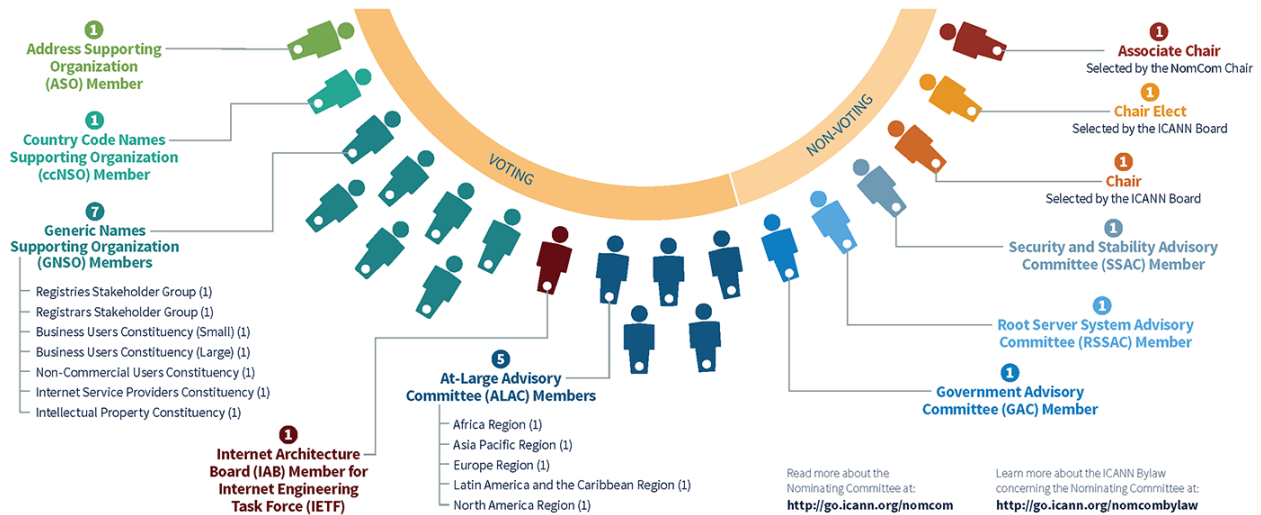 1
Address Supporting
Organization
(ASO) Member
1
Country Code Names
Supporting Organization
(ccNSO) Member
7
Generic Names
Supporting Organization
(GNSO) Members
Registries Stakeholder Group (1)
Registrars Stakeholder Group (1)
Business Users Constituency (Small) (1)
Business Users Constituency (Large) (1)
Non-Commercial Users Constituency (1)
Internet Service Providers Constituency (1)
Intellectual Property Constituency (1)
1
Internet Architecture
Board (IAB) Member for
Internet Engineering
Task Force (IETF)
VOTING
5
At-Large Advisory
Committee (ALAC) Members
Africa Region (1)
Asia Pacific Region (1)
Europe Region (1)
Latin America and the Caribbean Region (1)
North America Region (1)
NON-VOTING
1
Associate Chair
Selected by the NomCom Chair
1
Chair Elect
Selected by the ICANN Board
1
Chair
Selected by the ICANN Board
1
Security and Stability Advisory
Committee (SSAC) Member
1
Root Server System Advisory
Committee (RSSAC) Member
1
Government Advisory
Committee (GAC) Member
Read more about the
Nominating Committee at:
http://go.icann.org/nomcom
Learn more about the ICANN Bylaw
concerning the Nominating Committee at:
http://go.icann.org/nomcombylaw